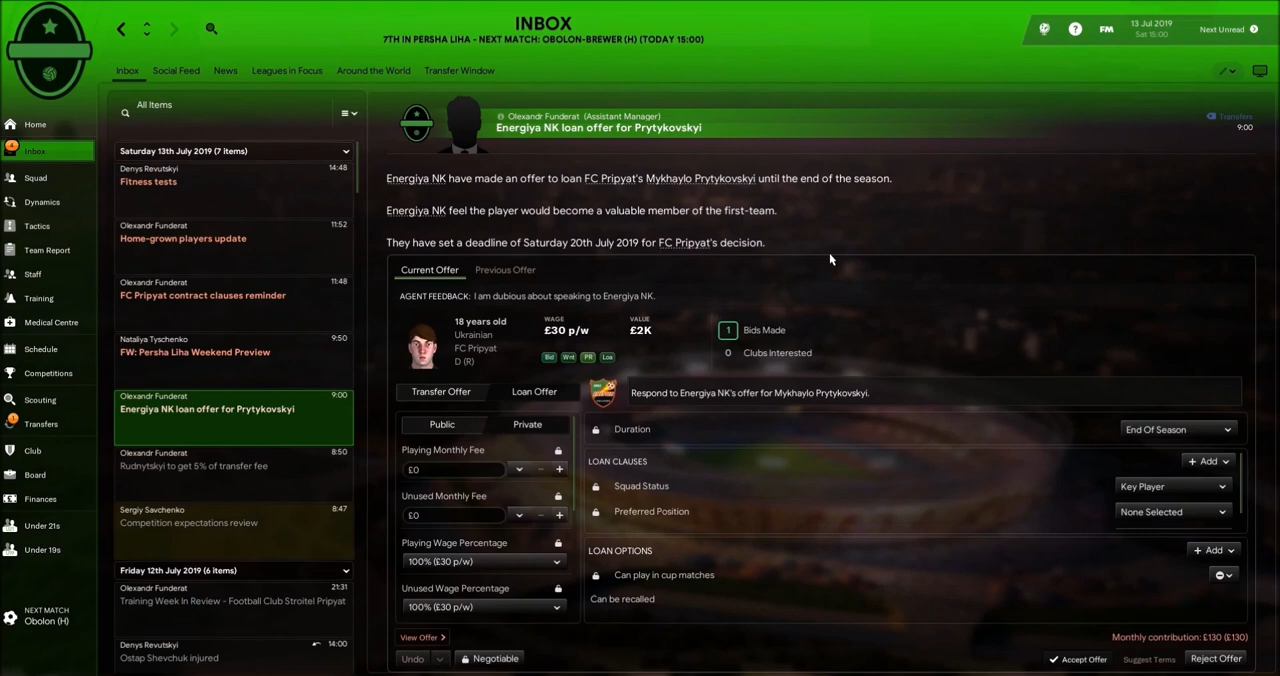 INBOX
7TH IN PERSHA LIHA - NEXT MATCH: OBOLON-BREWER (H) (TODAY 15:00)
FM
13 Jul 2019
Sat 15:00
Next Unread
Inbox Social Feed News Leagues in Focus Around the World Transfer Window
Home
Inbox
Squad
Dynamics
Tactics
Team Report
Staff
Training
Medical Centre
Schedule
Competitions
Scouting
Transfers
Club
Board
Finances
Under 21s
Under 19s
NEXT MATCH
Obolon (H)
All Items
Saturday 13th July 2019 (7 items)
Denys Revutskyi 14:48
Fitness tests
Olexandr Funderat 11:52
Home-grown players update
Olexandr Funderat 11:48
FC Pripyat contract clauses reminder
Nataliya Tyschenko 9:50
FW: Persha Liha Weekend Preview
Olexandr Funderat 9:00
Energiya NK loan offer for Prytykovskyi
Olexandr Funderat 8:50
Rudnytskyi to get 5% of transfer fee
Sergiy Savchenko 8:47
Competition expectations review
Friday 12th July 2019 (6 items)
Olexandr Funderat 21:31
Training Week In Review - Football Club Stroitel Pripyat
Denys Revutskyi 14:00
Ostap Shevchuk injured
Olexandr Funderat (Assistant Manager)
Energiya NK loan offer for Prytykovskyi
Transfers
9:00
Energiya NK have made an offer to loan FC Pripyat's Mykhaylo Prytykovskyi until the end of the season.
Energiya NK feel the player would become a valuable member of the first-team.
They have set a deadline of Saturday 20th July 2019 for FC Pripyat's decision.
Current Offer Previous Offer
AGENT FEEDBACK: I am dubious about speaking to Energiya NK.
18 years old
Ukrainian
FC Pripyat
D (R)
WAGE
£30 p/w
VALUE
£2K
Bid Wnt PR Loa
1 Bids Made
0 Clubs Interested
Transfer Offer Loan Offer
Respond to Energiya NK's offer for Mykhaylo Prytykovskyi.
Public Private
Playing Monthly Fee
£0
Unused Monthly Fee
£0
Playing Wage Percentage
100% (£30 p/w)
Unused Wage Percentage
100% (£30 p/w)
Duration End Of Season
LOAN CLAUSES + Add
Squad Status Key Player
Preferred Position None Selected
LOAN OPTIONS + Add
Can play in cup matches
Can be recalled
View Offer
Monthly contribution: £130 (£130)
Undo Negotiable
Accept Offer Suggest Terms Reject Offer